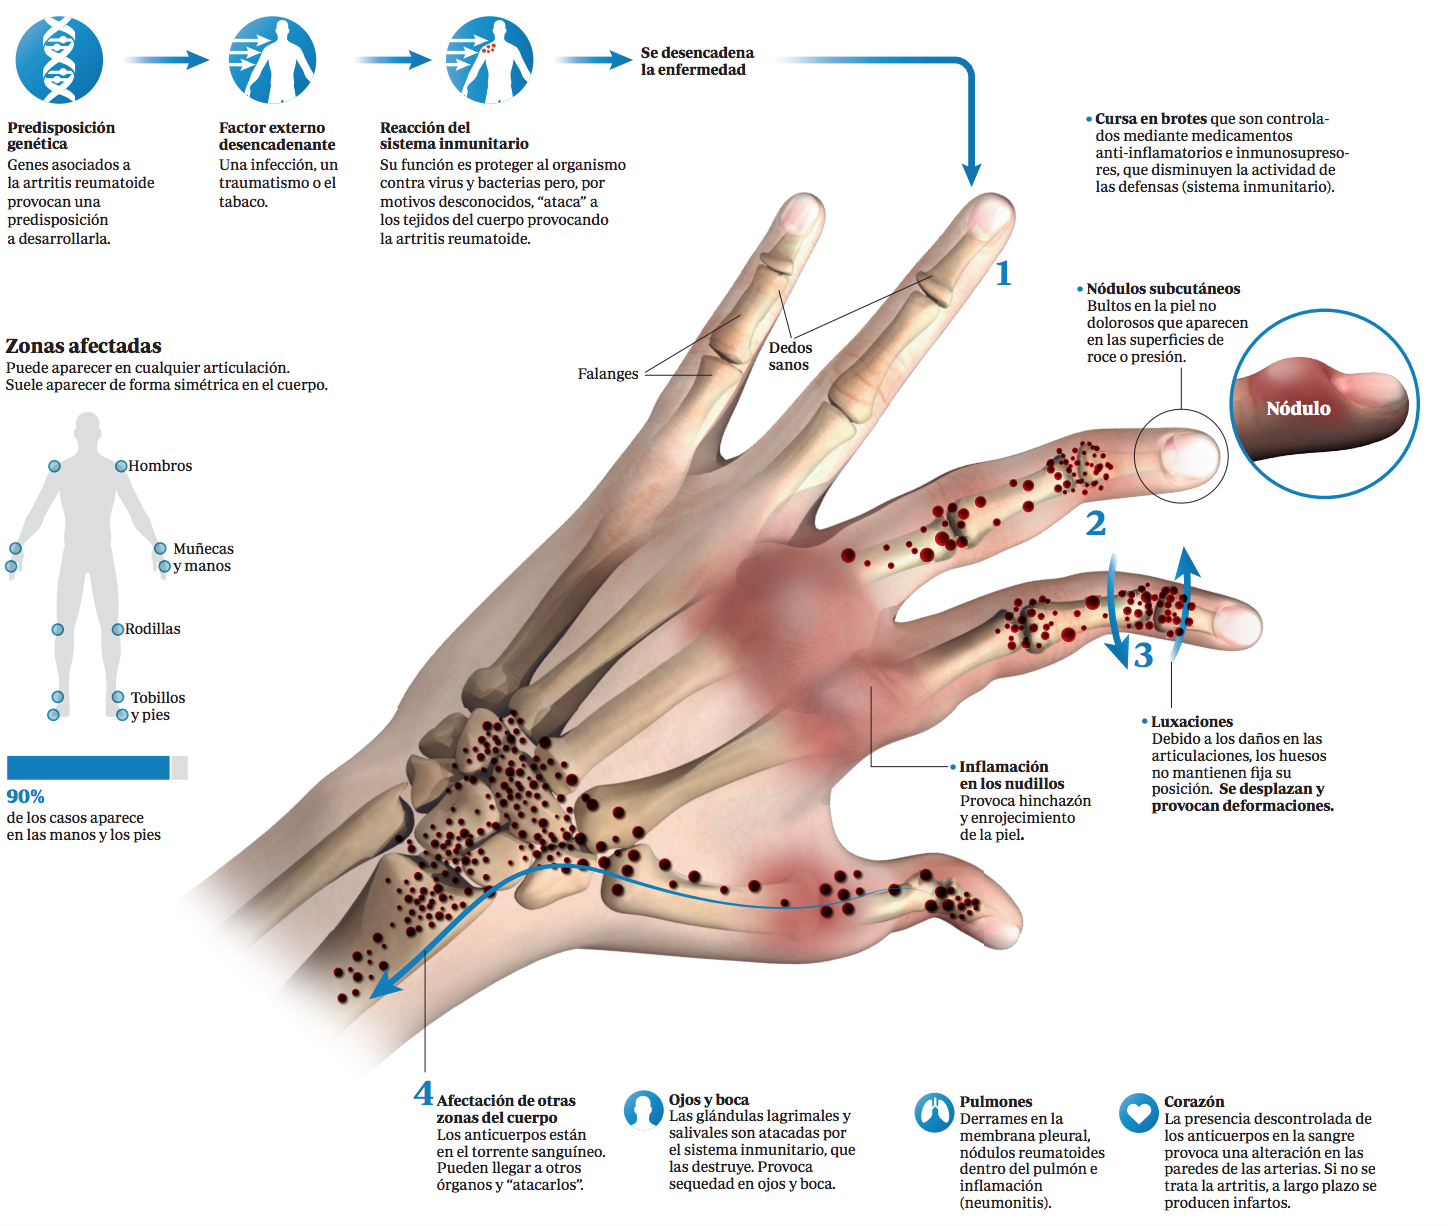 Se desencadena
la enfermedad
Predisposición
genética
Genes asociados a
la artritis reumatoide
provocan una
predisposición
a desarrollarla.
Factor externo
desencadenante
Una infección, un
traumatismo o el
tabaco.
Reacción del
sistema inmunitario
Su función es proteger al organismo
contra virus y bacterias pero, por
motivos desconocidos, “ataca” a
los tejidos del cuerpo provocando
la artritis reumatoide.
• Cursa en brotes que son controla-
dos mediante medicamentos
anti-inflamatorios e inmunosupreso-
res, que disminuyen la actividad de
las defensas (sistema inmunitario).
1
• Nódulos subcutáneos
Bultos en la piel no
dolorosos que aparecen
en las superficies de
roce o presión.
Nódulo
Zonas afectadas
Puede aparecer en cualquier articulación.
Suele aparecer de forma simétrica en el cuerpo.
Hombros
Muñecas
y manos
Rodillas
Tobillos
y pies
90%
de los casos aparece
en las manos y los pies
Falanges
Dedos
sanos
2
3
• Luxaciones
Debido a los daños en las
articulaciones, los huesos
no mantienen fija su
posición. Se desplazan y
provocan deformaciones.
• Inflamación
en los nudillos
Provoca hinchazón
y enrojecimiento
de la piel.
4
Afectación de otras
zonas del cuerpo
Los anticuerpos están
en el torrente sanguíneo.
Pueden llegar a otros
órganos y “atacarlos”.
Ojos y boca
Las glándulas lagrimales y
salivales son atacadas por
el sistema inmunitario, que
las destruye. Provoca
sequedad en ojos y boca.
Pulmones
Derrames en la
membrana pleural,
nódulos reumatoides
dentro del pulmón e
inflamación
(neumonitis).
Corazón
La presencia descontrolada de
los anticuerpos en la sangre
provoca una alteración en las
paredes de las arterias. Si no se
trata la artritis, a largo plazo se
producen infartos.